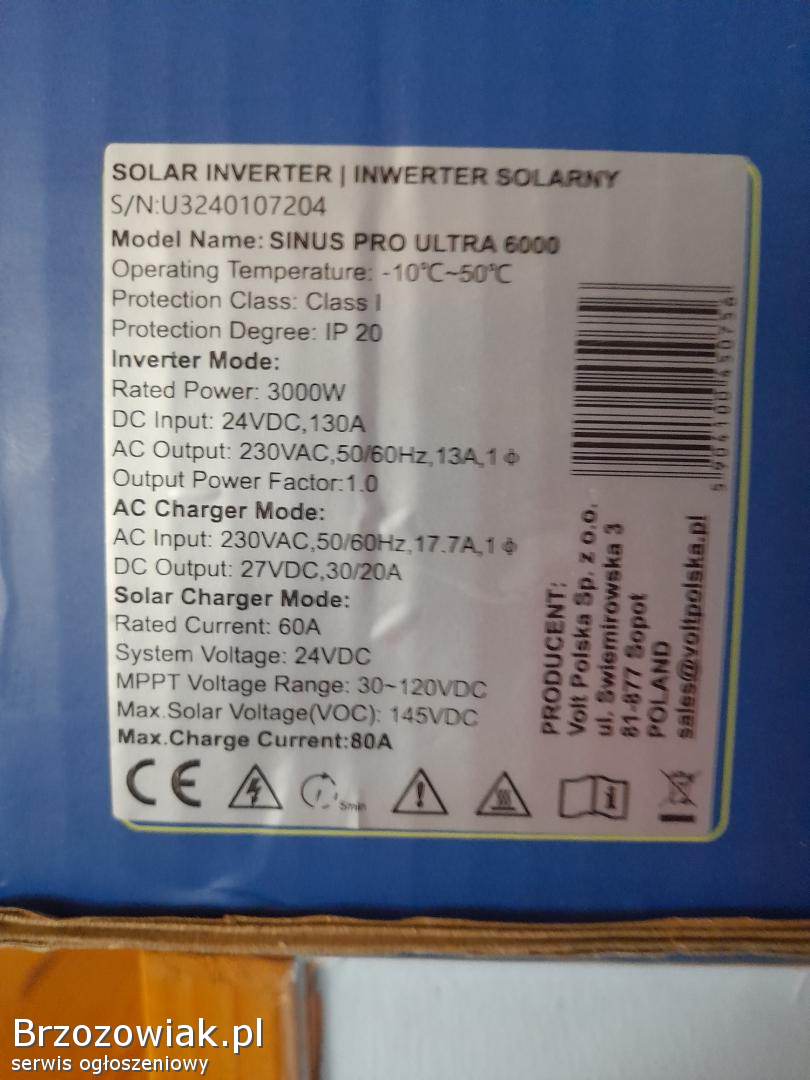 SOLAR INVERTER | INWERTER SOLARNY
S/N:U3240107204
Model Name: SINUS PRO ULTRA 6000
Operating Temperature: -10℃~50℃
Protection Class: Class I
Protection Degree: IP 20
Inverter Mode:
Rated Power: 3000W
DC Input: 24VDC,130A
AC Output: 230VAC,50/60Hz,13A,1 ϕ
Output Power Factor:1.0
AC Charger Mode:
AC Input: 230VAC,50/60Hz,17.7A,1 ϕ
DC Output: 27VDC,30/20A
Solar Charger Mode:
Rated Current: 60A
System Voltage: 24VDC
MPPT Voltage Range: 30~120VDC
Max.Solar Voltage(VOC): 145VDC
Max.Charge Current:80A
CE
5min
PRODUCENT:
Volt Polska Sp. z o.o.
ul. Swiemirowska 3
81-877 Sopot
POLAND
sales@voltpolska.pl
Brzozowiak.pl
serwis ogłoszeniowy